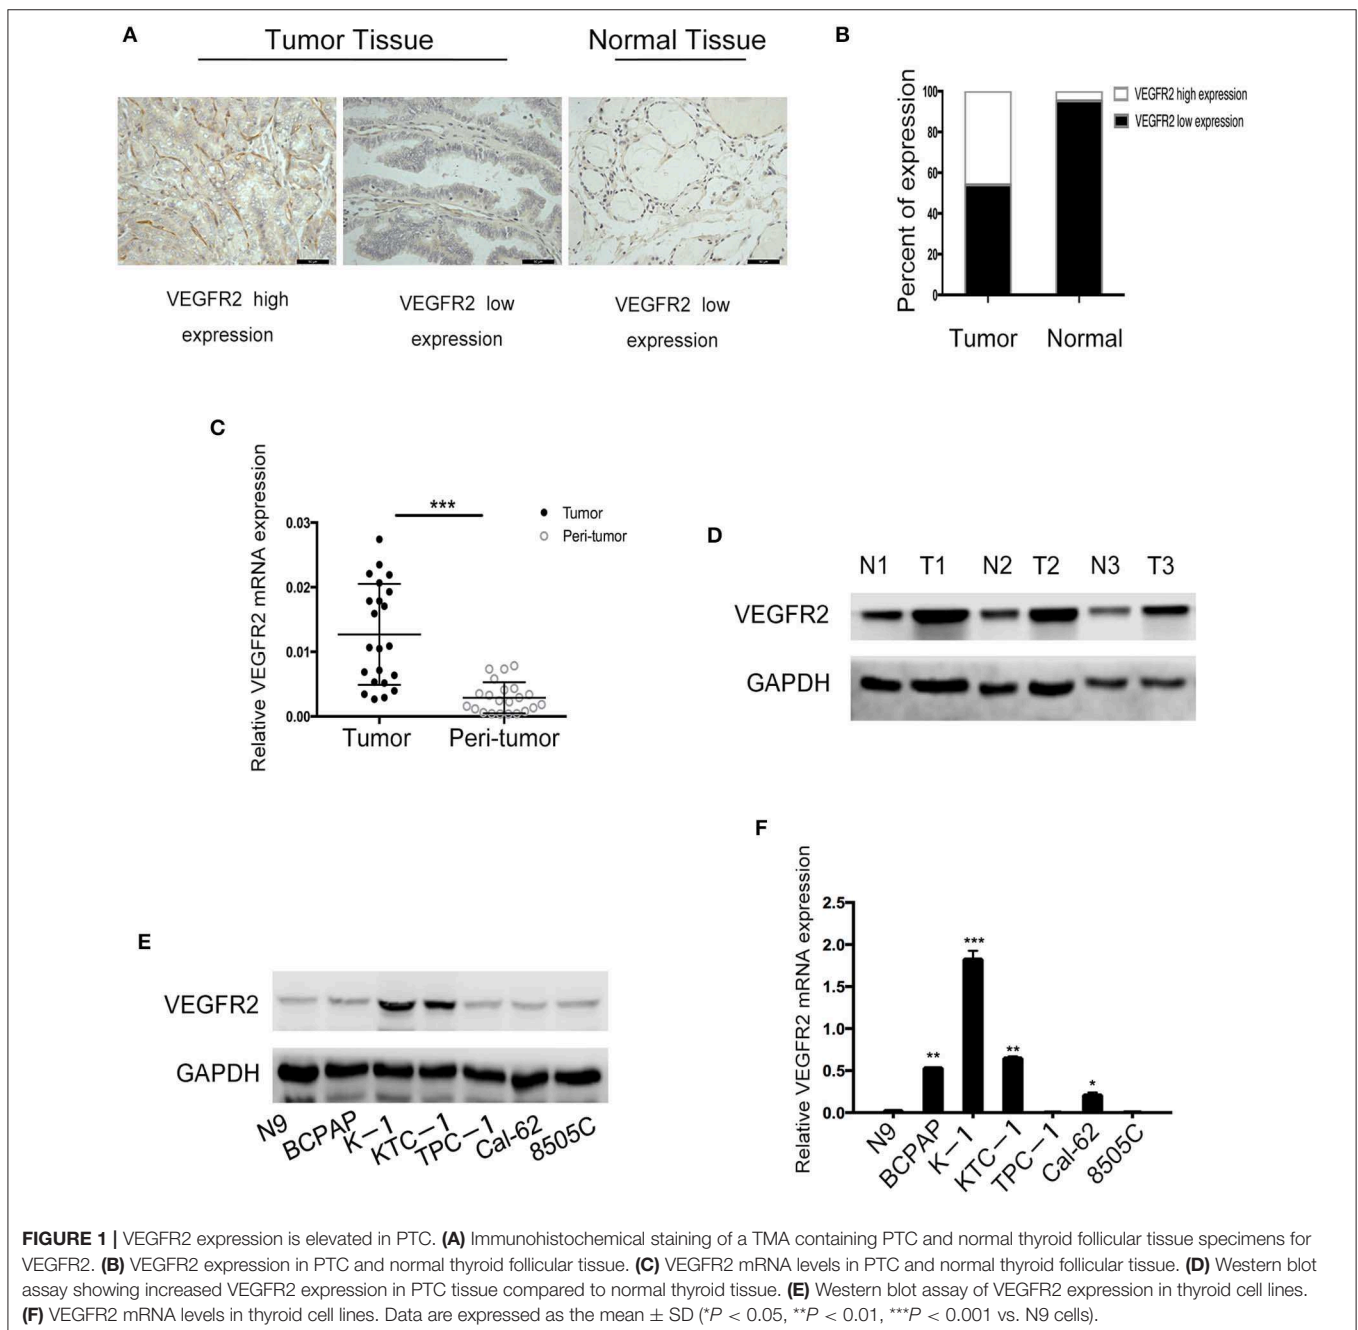 A
Tumor Tissue
Normal Tissue
VEGFR2 high
expression
VEGFR2 low
expression
VEGFR2 low
expression
B
Percent of expression
100
80
60
40
20
0
Tumor
Normal
VEGFR2 high expression
VEGFR2 low expression
C
Relative VEGFR2 mRNA expression
0.03
0.02
0.01
0.00
***
Tumor
Peri-tumor
Tumor
Peri-tumor
D
N1 T1 N2 T2 N3 T3
VEGFR2
GAPDH
E
VEGFR2
GAPDH
N9
BCPAP
K–1
KTC–1
TPC–1
Cal-62
8505C
F
Relative VEGFR2 mRNA expression
2.5
2.0
1.5
1.0
0.5
0.0
**
***
**
*
N9
BCPAP
K–1
KTC–1
TPC–1
Cal-62
8505C
FIGURE 1 | VEGFR2 expression is elevated in PTC. (A) Immunohistochemical staining of a TMA containing PTC and normal thyroid follicular tissue specimens for
VEGFR2. (B) VEGFR2 expression in PTC and normal thyroid follicular tissue. (C) VEGFR2 mRNA levels in PTC and normal thyroid follicular tissue. (D) Western blot
assay showing increased VEGFR2 expression in PTC tissue compared to normal thyroid tissue. (E) Western blot assay of VEGFR2 expression in thyroid cell lines.
(F) VEGFR2 mRNA levels in thyroid cell lines. Data are expressed as the mean ± SD (*P < 0.05, **P < 0.01, ***P < 0.001 vs. N9 cells).